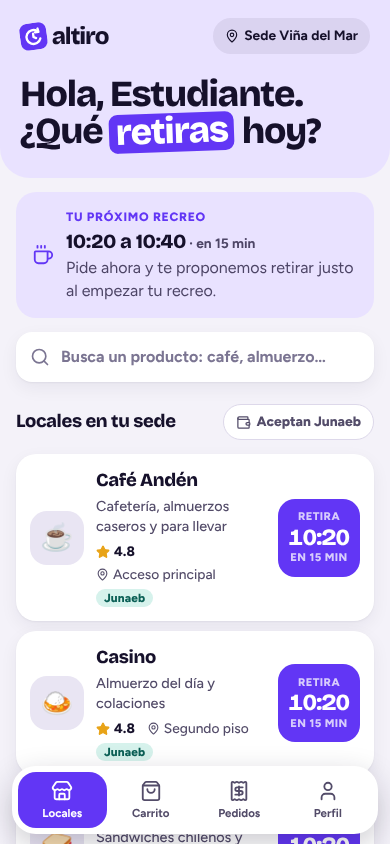 altiro
Sede Viña del Mar
Hola, Estudiante.
¿Qué retiras hoy?
TU PRÓXIMO RECREO
10:20 a 10:40 · en 15 min
Pide ahora y te proponemos retirar justo
al empezar tu recreo.
Busca un producto: café, almuerzo...
Locales en tu sede
Aceptan Junaeb
Café Andén
Cafetería, almuerzos
caseros y para llevar
4.8
Acceso principal
Junaeb
RETIRA
10:20
EN 15 MIN
Casino
Almuerzo del día y
colaciones
4.8 Segundo piso
Junaeb
RETIRA
10:20
EN 15 MIN
Locales
Carrito
Pedidos
Perfil
Sándwiches chilenos y
10:20